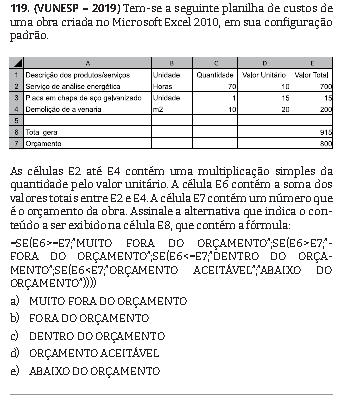 119. (VUNESP – 2019) Tem-se a seguinte planilha de custos de
uma obra criada no Microsoft Excel 2010, em sua configuração
padrão.
A B C D E
1 Descrição dos produtos/serviços Unidade Quantidade Valor Unitário Valor Total
2 Serviço de análise energética Horas 70 10 700
3 Placa em chapa de aço galvanizado Unidade 1 15 15
4 Demolição de alvenaria m2 10 20 200
5
6 Total geral 915
7 Orçamento 800
As células E2 até E4 contém uma multiplicação simples da
quantidade pelo valor unitário. A célula E6 contém a soma dos
valores totais entre E2 e E4. A célula E7 contém um número que
é o orçamento da obra. Assinale a alternativa que indica o con-
teúdo a ser exibido na célula E8, que contém a fórmula:
=SE(E6>=E7;"MUITO FORA DO ORÇAMENTO";SE(E6>E7;"-
FORA DO ORÇAMENTO";SE(E6<=E7;"DENTRO DO ORÇA-
MENTO";SE(E6<E7;"ORÇAMENTO ACEITÁVEL";"ABAIXO DO
ORÇAMENTO"))))
a) MUITO FORA DO ORÇAMENTO
b) FORA DO ORÇAMENTO
c) DENTRO DO ORÇAMENTO
d) ORÇAMENTO ACEITÁVEL
e) ABAIXO DO ORÇAMENTO